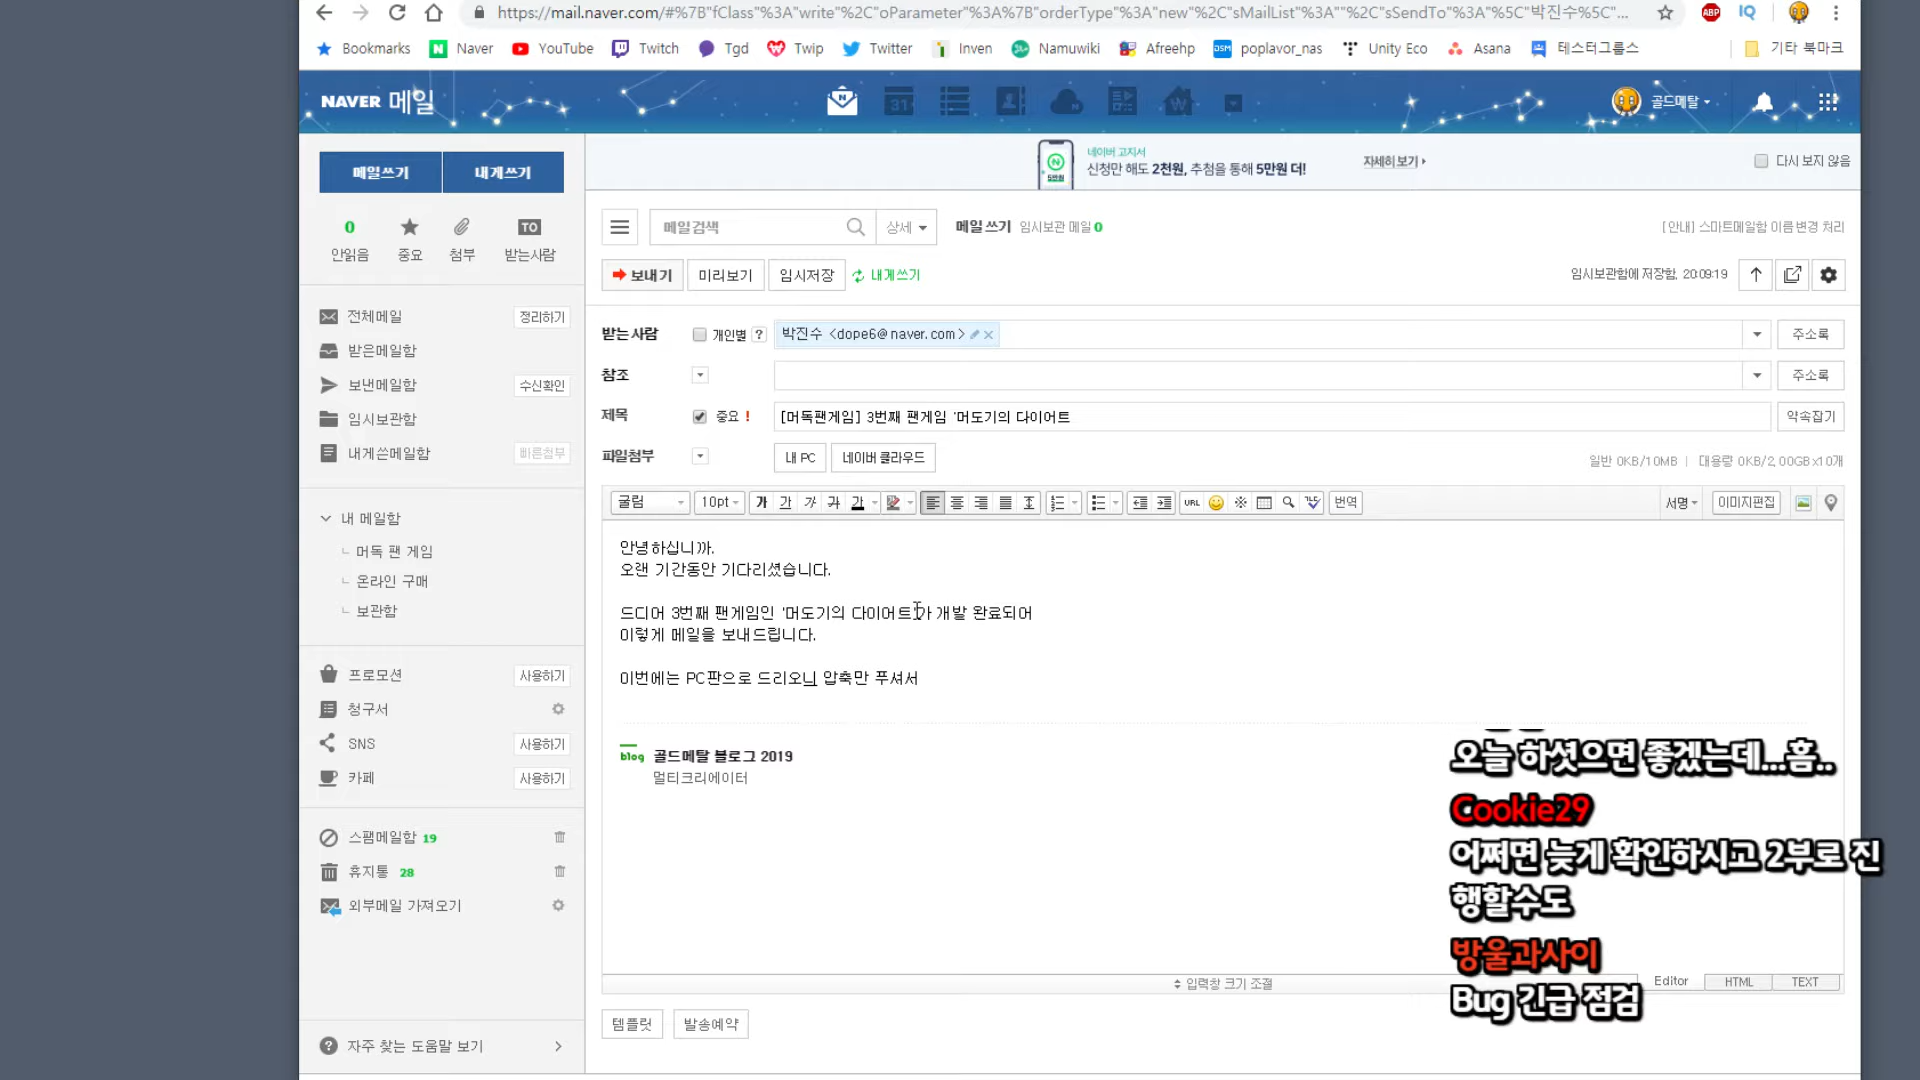 https://mail.naver.com/#%7B"fClass"%3A"write"%2C"oParameter"%3A%7B"orderType"%3A"new"%2C"sMailList"%3A""%2C"sSendTo"%3A"%5C"박진수%5C"...
ABP
IQ
Bookmarks Naver YouTube Twitch Tgd Twip Twitter Inven Namuwiki Afreehp poplavor_nas Unity Eco Asana 테스터그룹스 기타 북마크
NAVER 메일
31
골드메탈
메일쓰기 내게쓰기
네이버 고지서
신청만 해도 2천원, 추첨을 통해 5만원 더!
자세히보기
다시 보지 않음
0
TO
안읽음 중요 첨부 받는사람
메일검색 상세 메일 쓰기 임시보관 메일 0
[안내] 스마트메일함 이름 변경 처리
보내기 미리보기 임시저장 내게쓰기
임시보관함에 저장함, 20:09:19
전체메일 정리하기
받은메일함
보낸메일함 수신확인
임시보관함
내게쓴메일함 빠른첨부
받는사람 개인별 ? 박진수 <dope6@naver.com> 주소록
참조 주소록
제목 중요 ! [머독팬게임] 3번째 팬게임 '머도기의 다이어트 약속잡기
파일첨부 내 PC 네이버 클라우드
일반 0KB/10MB | 대용량 0KB/2.00GB x10개
굴림 10pt 가 가 가 가 가 URL 번역 서명 이미지편집
내 메일함
머독 팬 게임
온라인 구매
보관함
안녕하십니까.
오랜 기간동안 기다리셨습니다.
드디어 3번째 팬게임인 '머도기의 다이어트'가 개발 완료되어
이렇게 메일을 보내드립니다.
이번에는 PC판으로 드리오니 압축만 푸셔서
프로모션 사용하기
청구서
SNS 사용하기
카페 사용하기
blog 골드메탈 블로그 2019
멀티크리에이터
스팸메일함 19
휴지통 28
외부메일 가져오기
오늘 하셧으면 좋겠는데...흠..
Cookie29
어쩌면 늦게 확인하시고 2부로 진
행할수도
방울과사이
Bug 긴급 점검
입력창 크기 조절
Editor HTML TEXT
템플릿 발송예약
자주 찾는 도움말 보기